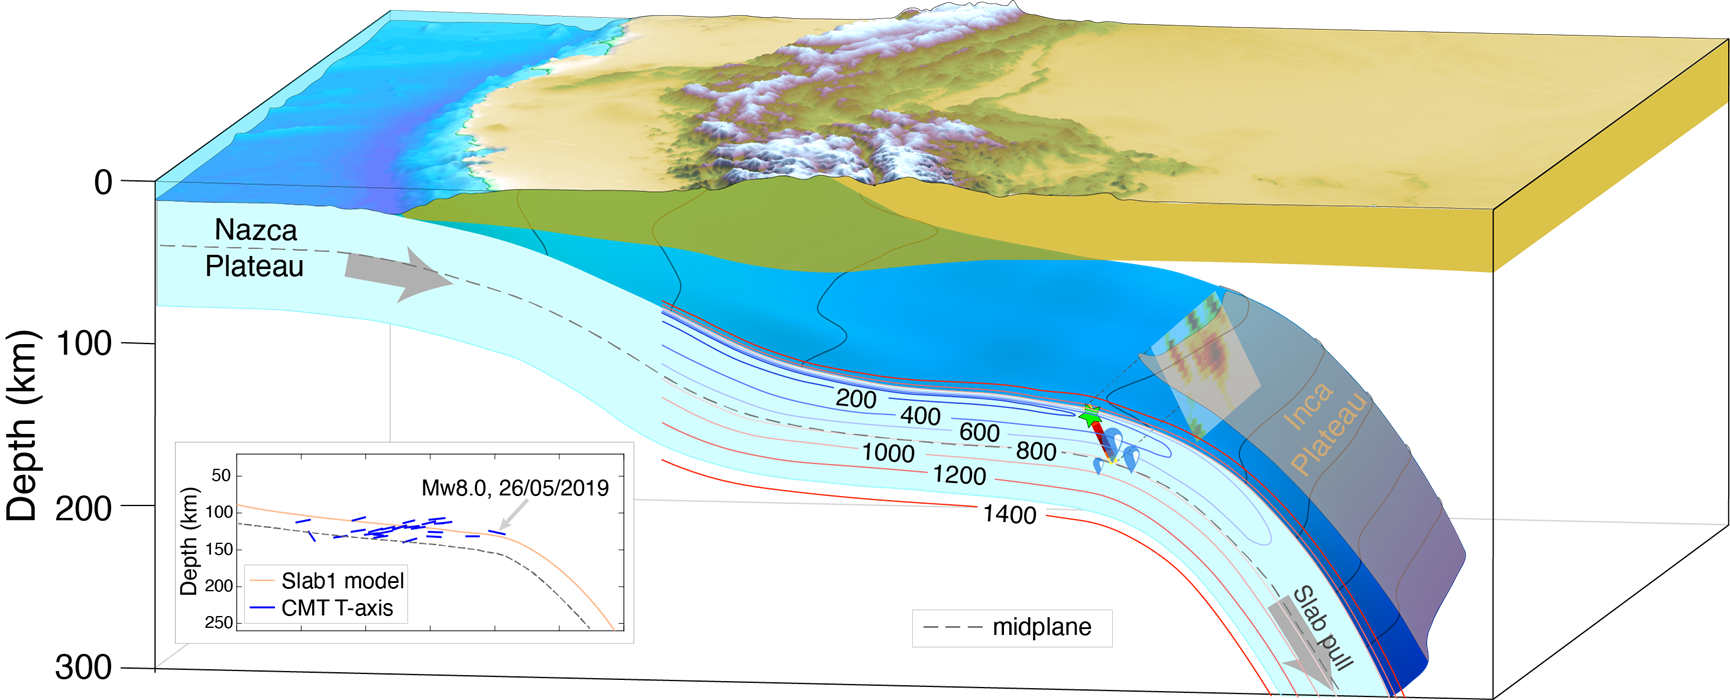 0
100
200
300
Depth (km)
Nazca
Plateau
200
400
600
800
1000
1200
1400
Inca
Plateau
Slab pull
midplane
50
100
150
200
250
Depth (km)
Mw8.0, 26/05/2019
Slab1 model
CMT T-axis